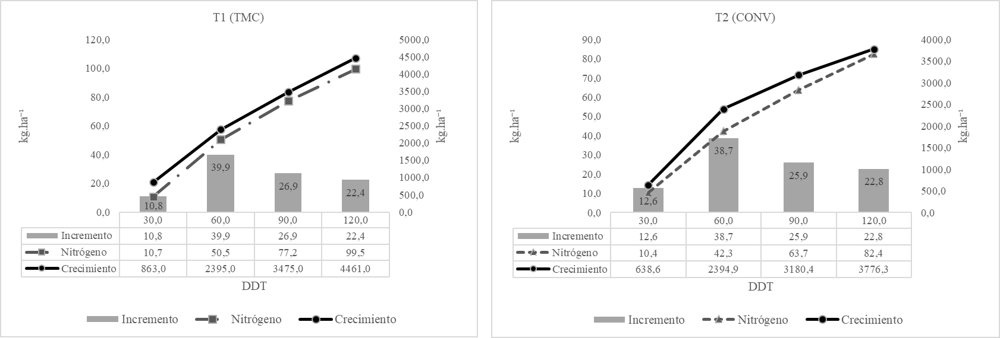 T1 (TMC)
120,0
100,0
80,0
60,0
40,0
20,0
0,0
kg.ha⁻¹
5000,0
4500,0
4000,0
3500,0
3000,0
2500,0
2000,0
1500,0
1000,0
500,0
0,0
kg.ha⁻¹
10,8 39,9 26,9 22,4
30,0 60,0 90,0 120,0
Incremento 10,8 39,9 26,9 22,4
Nitrógeno 10,7 50,5 77,2 99,5
Crecimiento 863,0 2395,0 3475,0 4461,0
DDT
Incremento Nitrógeno Crecimiento
T2 (CONV)
90,0
80,0
70,0
60,0
50,0
40,0
30,0
20,0
10,0
0,0
kg.ha⁻¹
4000,0
3500,0
3000,0
2500,0
2000,0
1500,0
1000,0
500,0
0,0
kg.ha⁻¹
12,6 38,7 25,9 22,8
30,0 60,0 90,0 120,0
Incremento 12,6 38,7 25,9 22,8
Nitrógeno 10,4 42,3 63,7 82,4
Crecimiento 638,6 2394,9 3180,4 3776,3
DDT
Incremento Nitrógeno Crecimiento